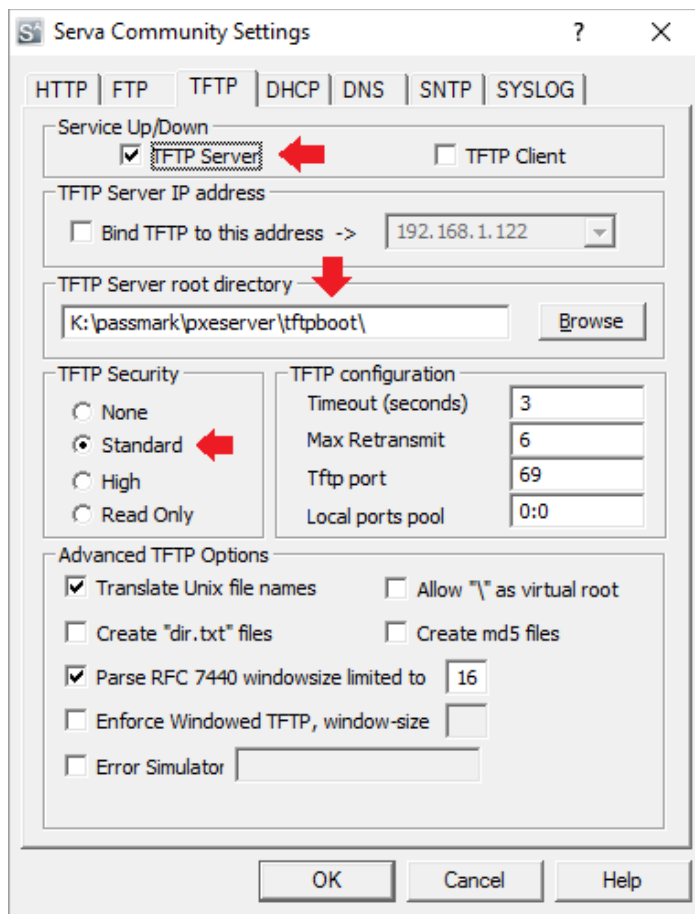 Serva Community Settings ?
HTTP FTP TFTP DHCP DNS SNTP SYSLOG
Service Up/Down
TFTP Server TFTP Client
TFTP Server IP address
Bind TFTP to this address -> 192.168.1.122
TFTP Server root directory
K:\passmark\pxeserver\tftpboot\ Browse
TFTP Security
None
Standard
High
Read Only
TFTP configuration
Timeout (seconds) 3
Max Retransmit 6
Tftp port 69
Local ports pool 0:0
Advanced TFTP Options
Translate Unix file names Allow "\" as virtual root
Create "dir.txt" files Create md5 files
Parse RFC 7440 windowsize limited to 16
Enforce Windowed TFTP, window-size
Error Simulator
OK Cancel Help